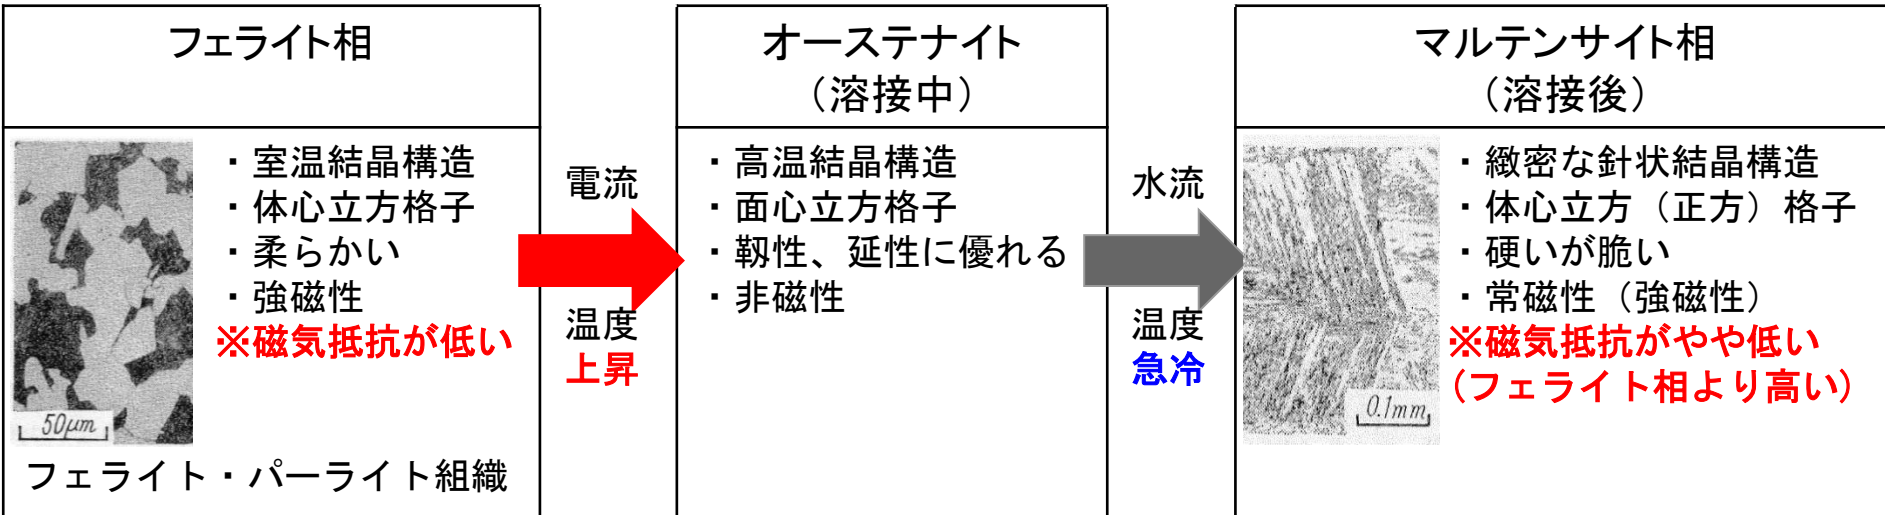 フェライト相
・室温結晶構造
・体心立方格子
・柔らかい
・強磁性
※磁気抵抗が低い
50μm
フェライト・パーライト組織
電流
温度
上昇
オーステナイト
（溶接中）
・高温結晶構造
・面心立方格子
・靱性、延性に優れる
・非磁性
水流
温度
急冷
マルテンサイト相
（溶接後）
・緻密な針状結晶構造
・体心立方（正方）格子
・硬いが脆い
・常磁性（強磁性）
※磁気抵抗がやや低い
（フェライト相より高い）
0.1mm